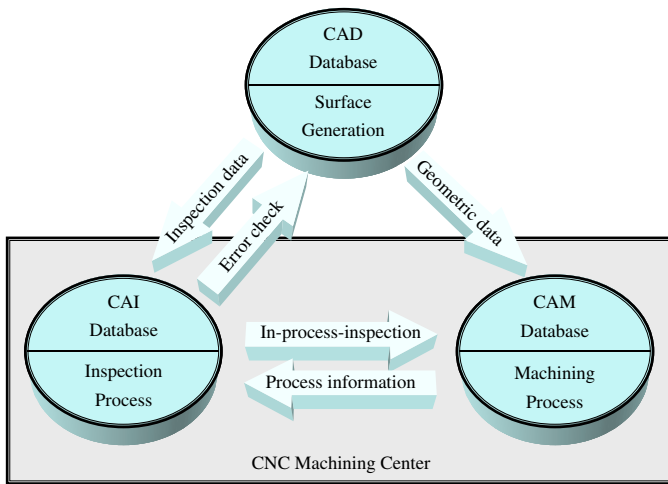 CAD
Database
Surface
Generation
Inspection data
Error check
Geometric data
CAI
Database
Inspection
Process
In-process-inspection
Process information
CAM
Database
Machining
Process
CNC Machining Center